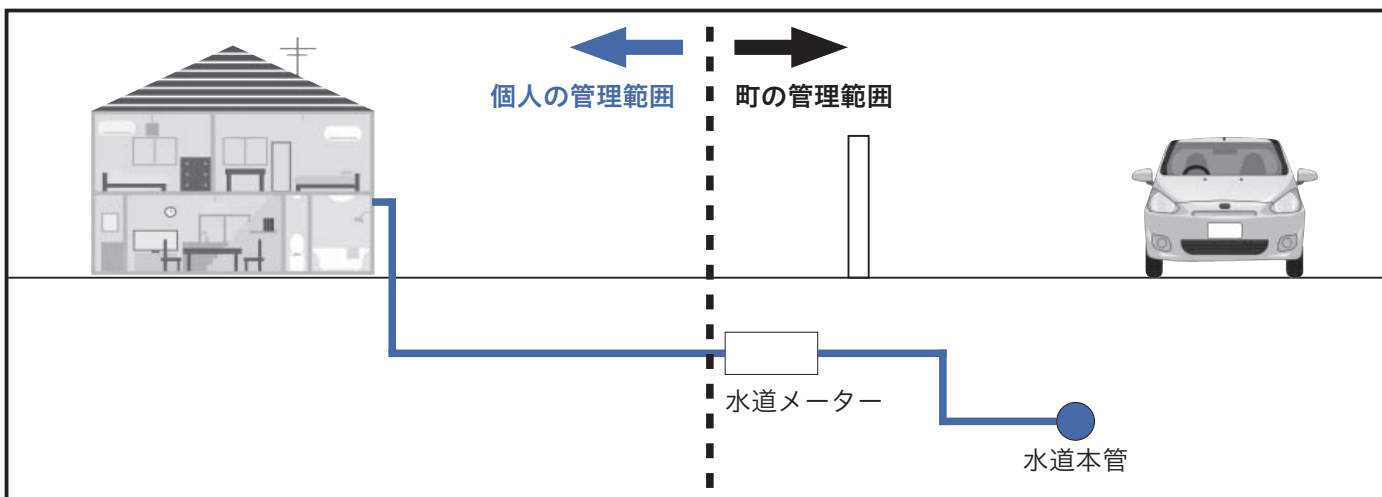 個人の管理範囲
町の管理範囲
水道メーター
水道本管